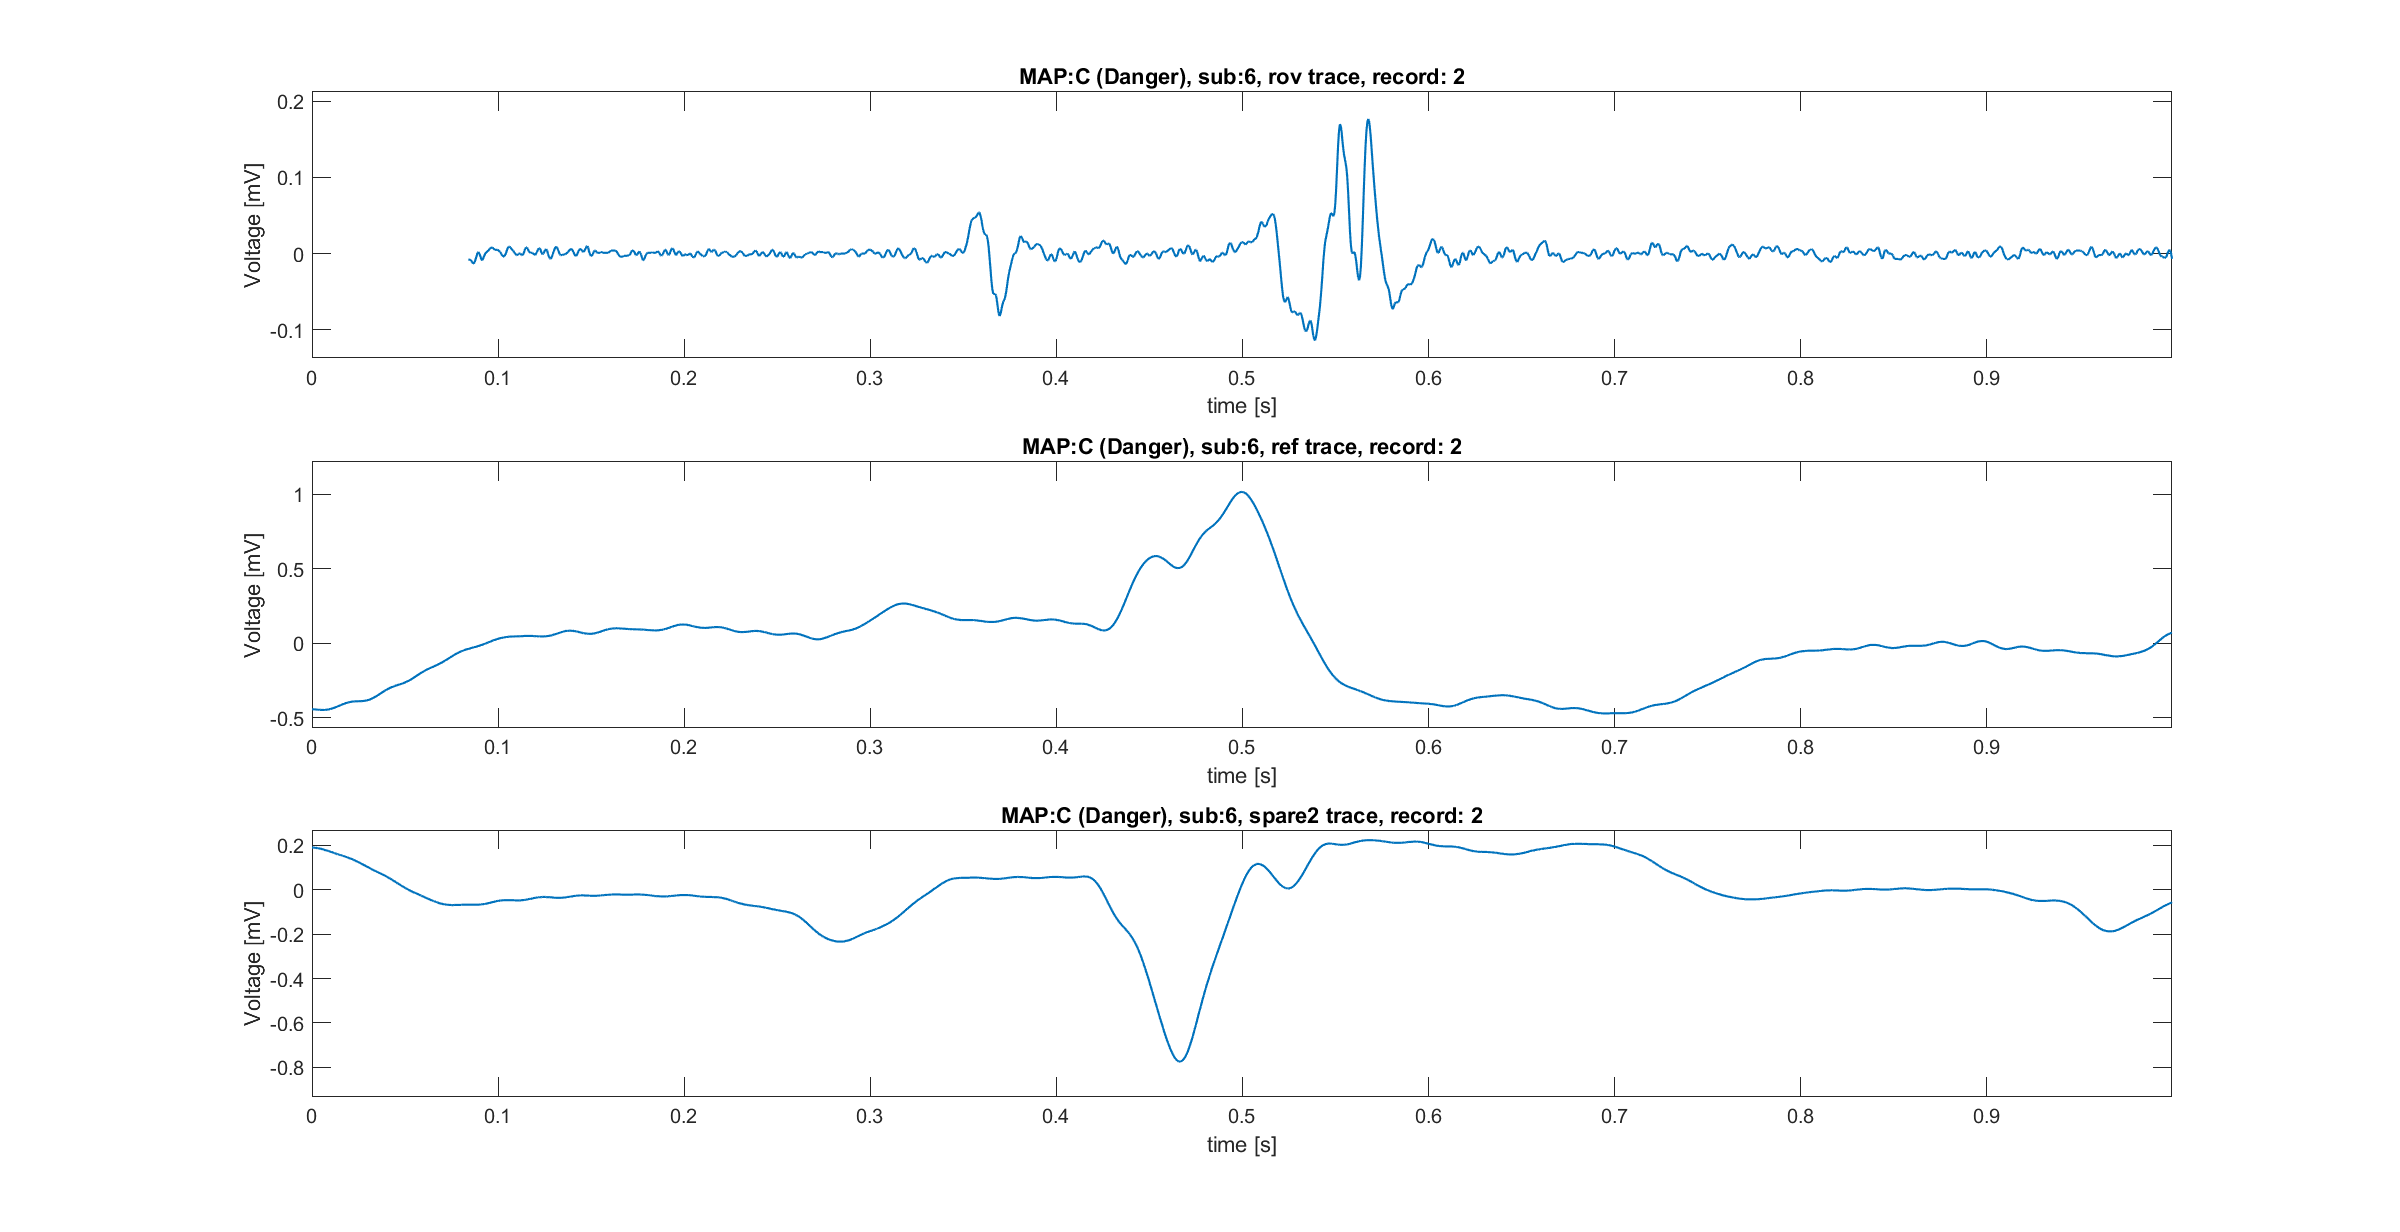 MAP:C (Danger), sub:6, rov trace, record: 2
Voltage [mV]
0.2
0.1
0
-0.1
0 0.1 0.2 0.3 0.4 0.5 0.6 0.7 0.8 0.9
time [s]
MAP:C (Danger), sub:6, ref trace, record: 2
Voltage [mV]
1
0.5
0
-0.5
0 0.1 0.2 0.3 0.4 0.5 0.6 0.7 0.8 0.9
time [s]
MAP:C (Danger), sub:6, spare2 trace, record: 2
Voltage [mV]
0.2
0
-0.2
-0.4
-0.6
-0.8
0 0.1 0.2 0.3 0.4 0.5 0.6 0.7 0.8 0.9
time [s]